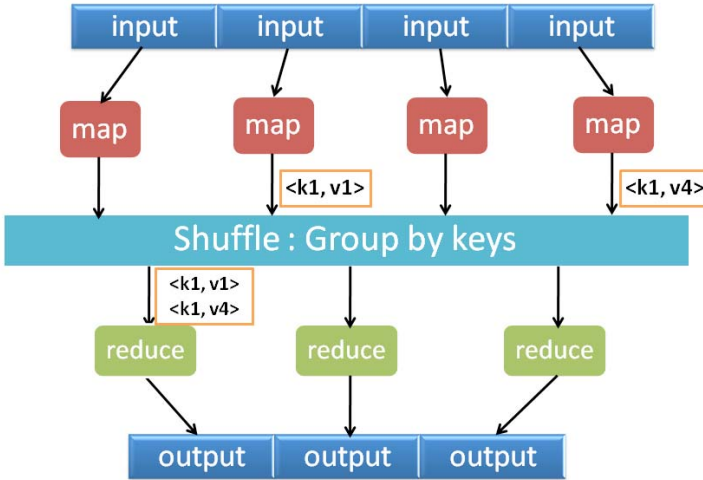 input input input input
map map map map
<k1, v1> <k1, v4>
Shuffle : Group by keys
<k1, v1>
<k1, v4>
reduce reduce reduce
output output output